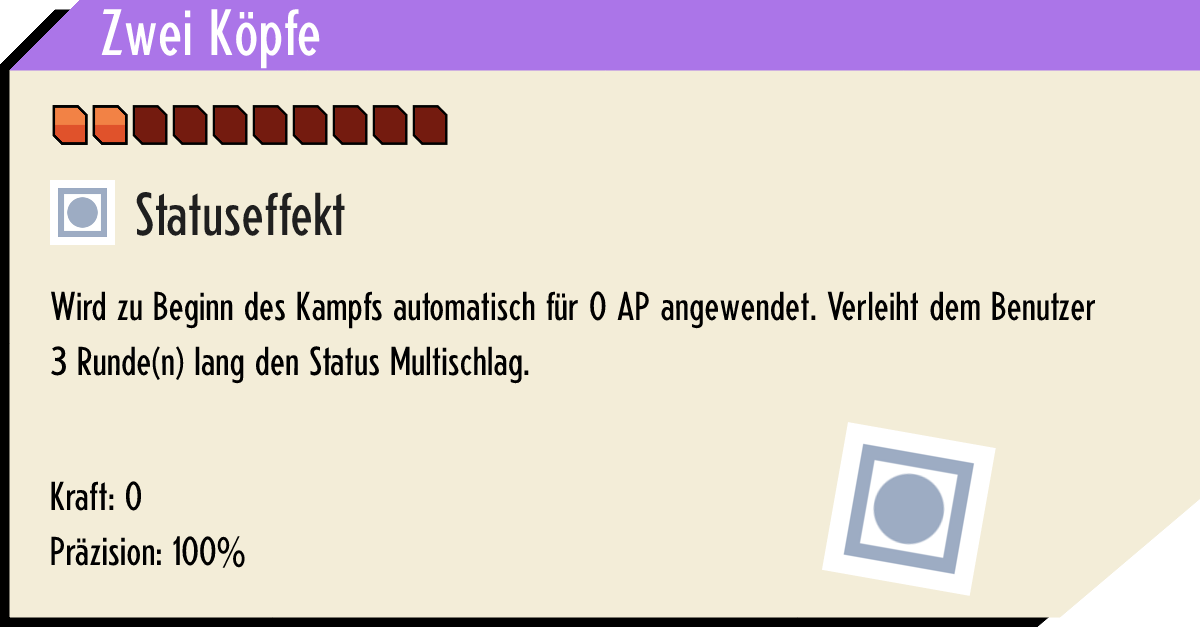 Zwei Köpfe
Statuseffekt
Wird zu Beginn des Kampfs automatisch für 0 AP angewendet. Verleiht dem Benutzer
3 Runde(n) lang den Status Multischlag.
Kraft: 0
Präzision: 100%